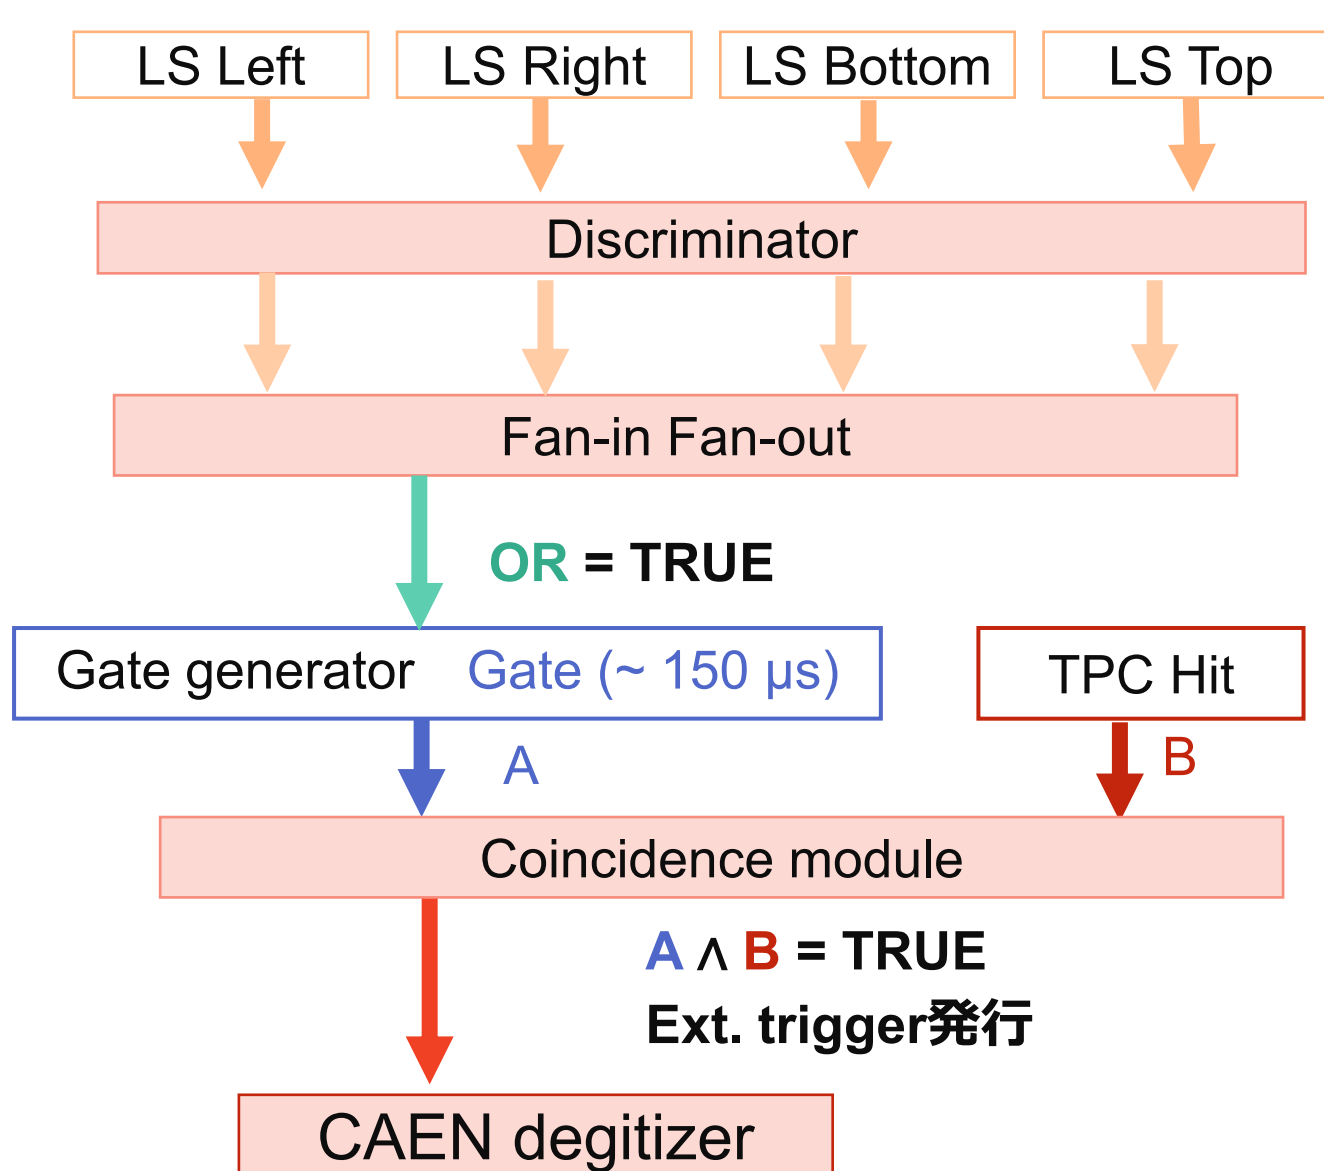 LS Left
LS Right
LS Bottom
LS Top
Discriminator
Fan-in Fan-out
OR = TRUE
Gate generator Gate (~ 150 μs)
TPC Hit
A
B
Coincidence module
A ∧ B = TRUE
Ext. trigger発行
CAEN degitizer